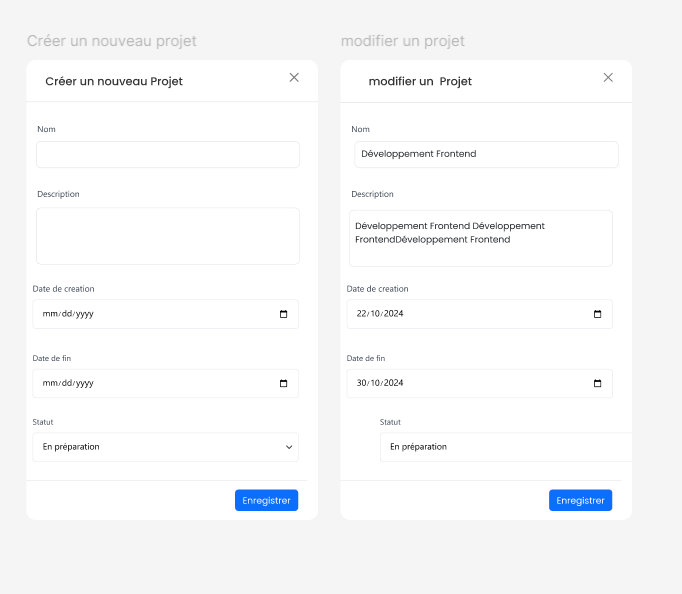 Créer un nouveau projet
Créer un nouveau Projet
Nom
Description
Date de creation
mm/dd/yyyy
Date de fin
mm/dd/yyyy
Statut
En préparation
Enregistrer
modifier un projet
modifier un Projet
Nom
Développement Frontend
Description
Développement Frontend Développement
FrontendDéveloppement Frontend
Date de creation
22/10/2024
Date de fin
30/10/2024
Statut
En préparation
Enregistrer